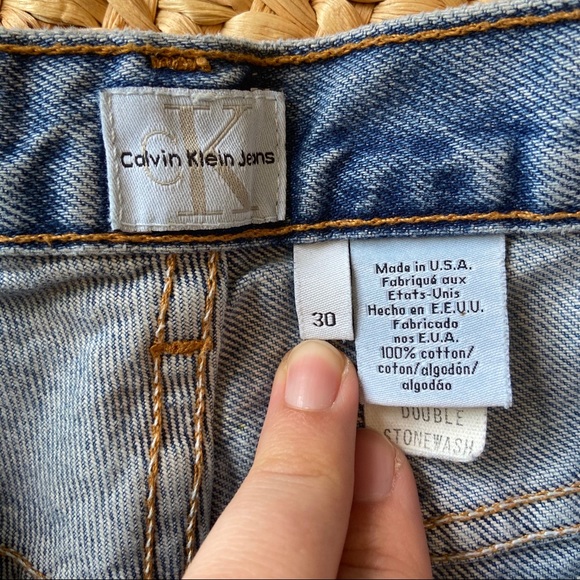 cK
Calvin Klein Jeans
30
Made in U.S.A.
Fabriqué aux
Etats-Unis
Hecho en E.E.U.U.
Fabricado
nos E.U.A.
100% cotton/
coton/algodón/
algodão
DOUBLE
STONEWASH